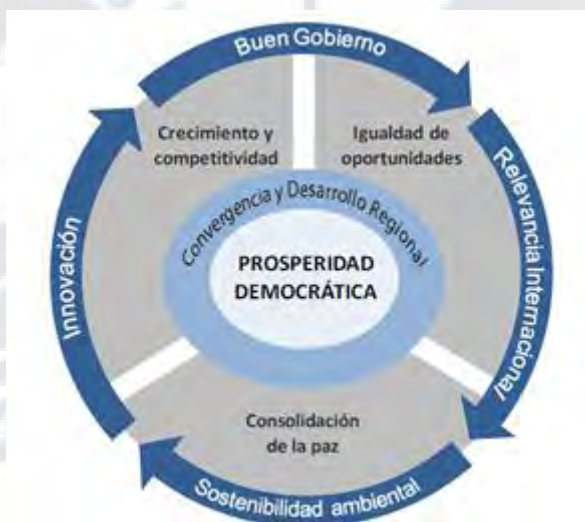 Buen Gobierno
Crecimiento y
competitividad
Igualdad de
oportunidades
Relevancia Internacional
Innovación
Convergencia y Desarrollo Regional
PROSPERIDAD
DEMOCRÁTICA
Consolidación
de la paz
Sostenibilidad ambiental